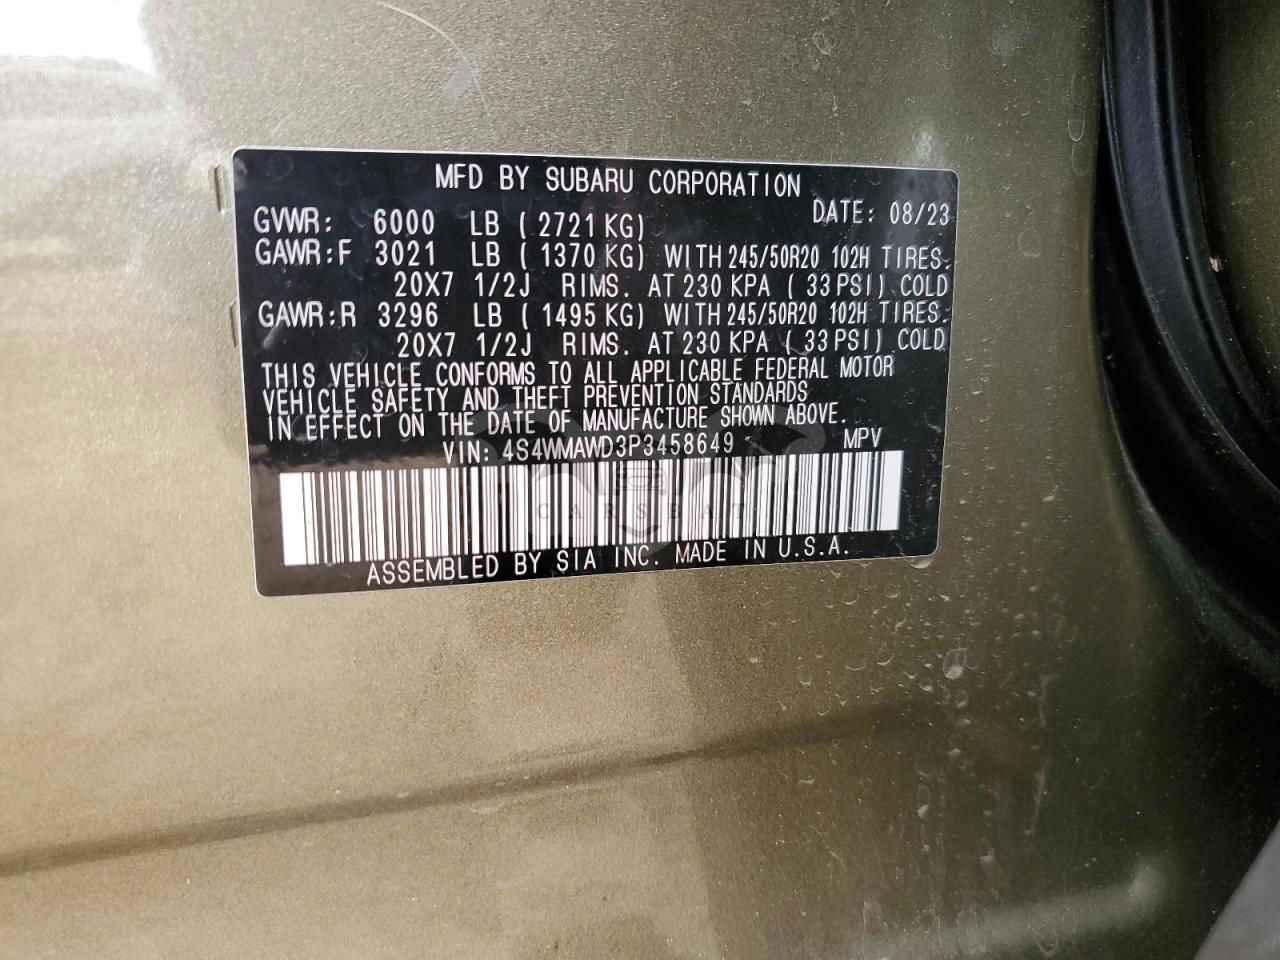 MFD BY SUBARU CORPORATION
DATE: 08/23
GVWR: 6000 LB ( 2721 KG)
GAWR:F 3021 LB ( 1370 KG) WITH 245/50R20 102H TIRES.
20X7 1/2J RIMS. AT 230 KPA ( 33 PSI) COLD
GAWR:R 3296 LB ( 1495 KG) WITH 245/50R20 102H TIRES.
20X7 1/2J RIMS. AT 230 KPA ( 33 PSI) COLD
THIS VEHICLE CONFORMS TO ALL APPLICABLE FEDERAL MOTOR
VEHICLE SAFETY AND THEFT PREVENTION STANDARDS
IN EFFECT ON THE DATE OF MANUFACTURE SHOWN ABOVE.
VIN: 4S4WMAWD3P3458649 MPV
CARSBAT
ASSEMBLED BY SIA INC. MADE IN U.S.A.